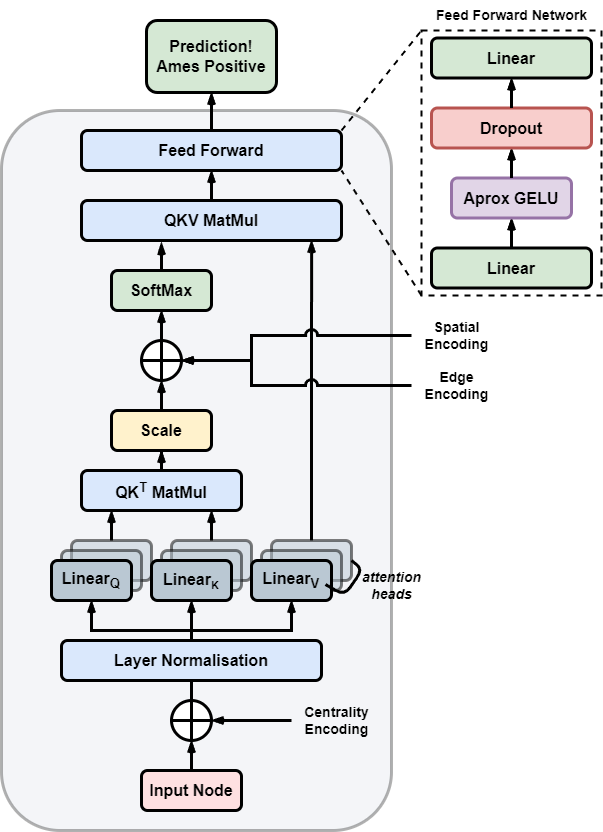 Feed Forward Network
Prediction!
Ames Positive
Linear
Dropout
Aprox GELU
Linear
Feed Forward
QKV MatMul
SoftMax
Spatial
Encoding
Edge
Encoding
Scale
QK^T MatMul
Linear_Q
Linear_K
Linear_V
attention
heads
Layer Normalisation
Centrality
Encoding
Input Node